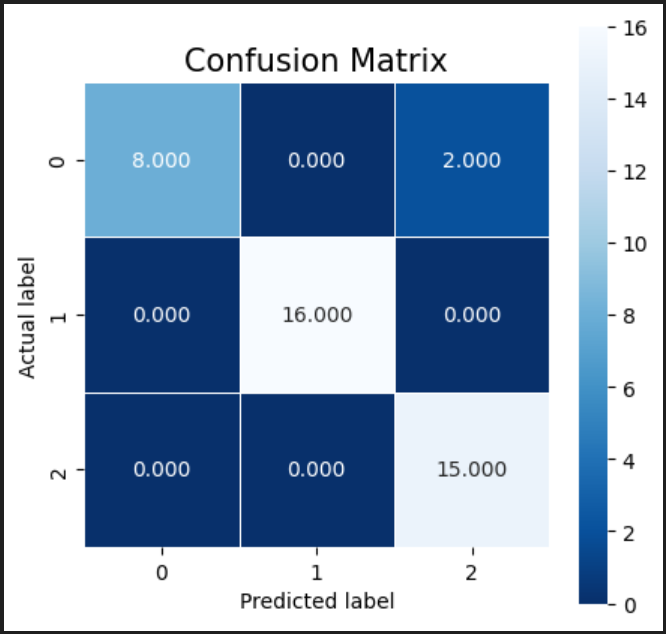 Confusion Matrix
0 8.000 0.000 2.000
1 0.000 16.000 0.000
2 0.000 0.000 15.000
0 1 2
Actual label
Predicted label
16
14
12
10
8
6
4
2
0